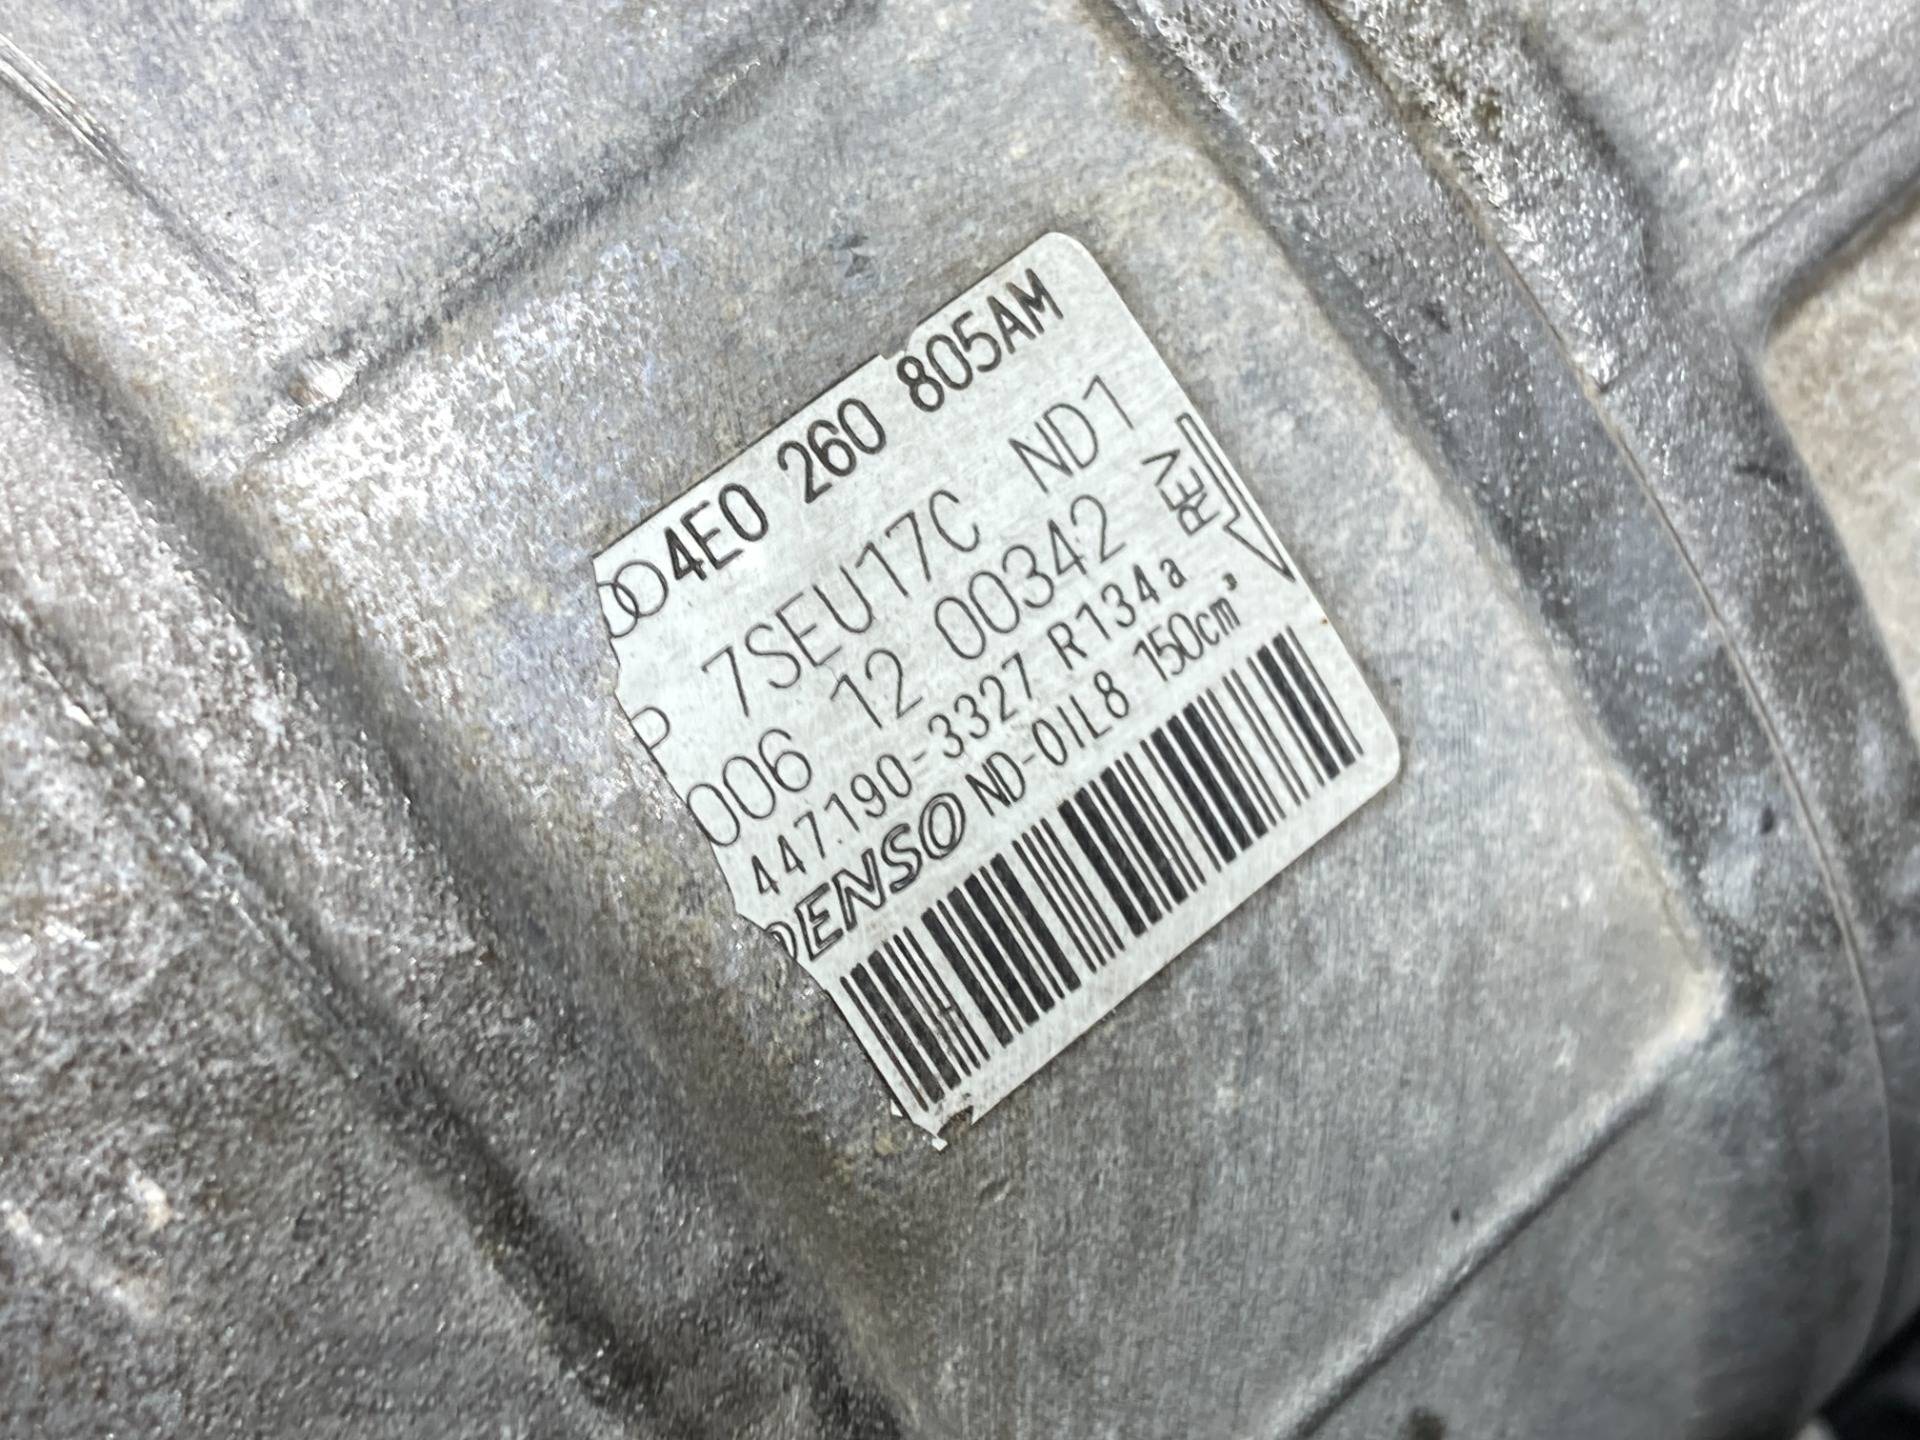 4E0 260 805AM
P 7SEU17C ND1
006 12 00342
REV
447190-3327 R134a
DENSO ND-OIL8 150cm³